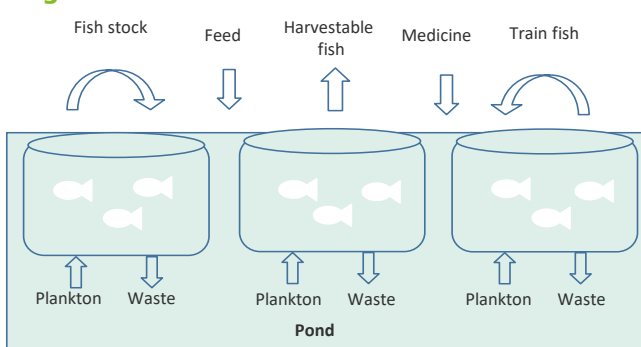 Fish stock
Feed
Harvestable
fish
Medicine
Train fish
Plankton
Waste
Plankton
Waste
Plankton
Waste
Pond